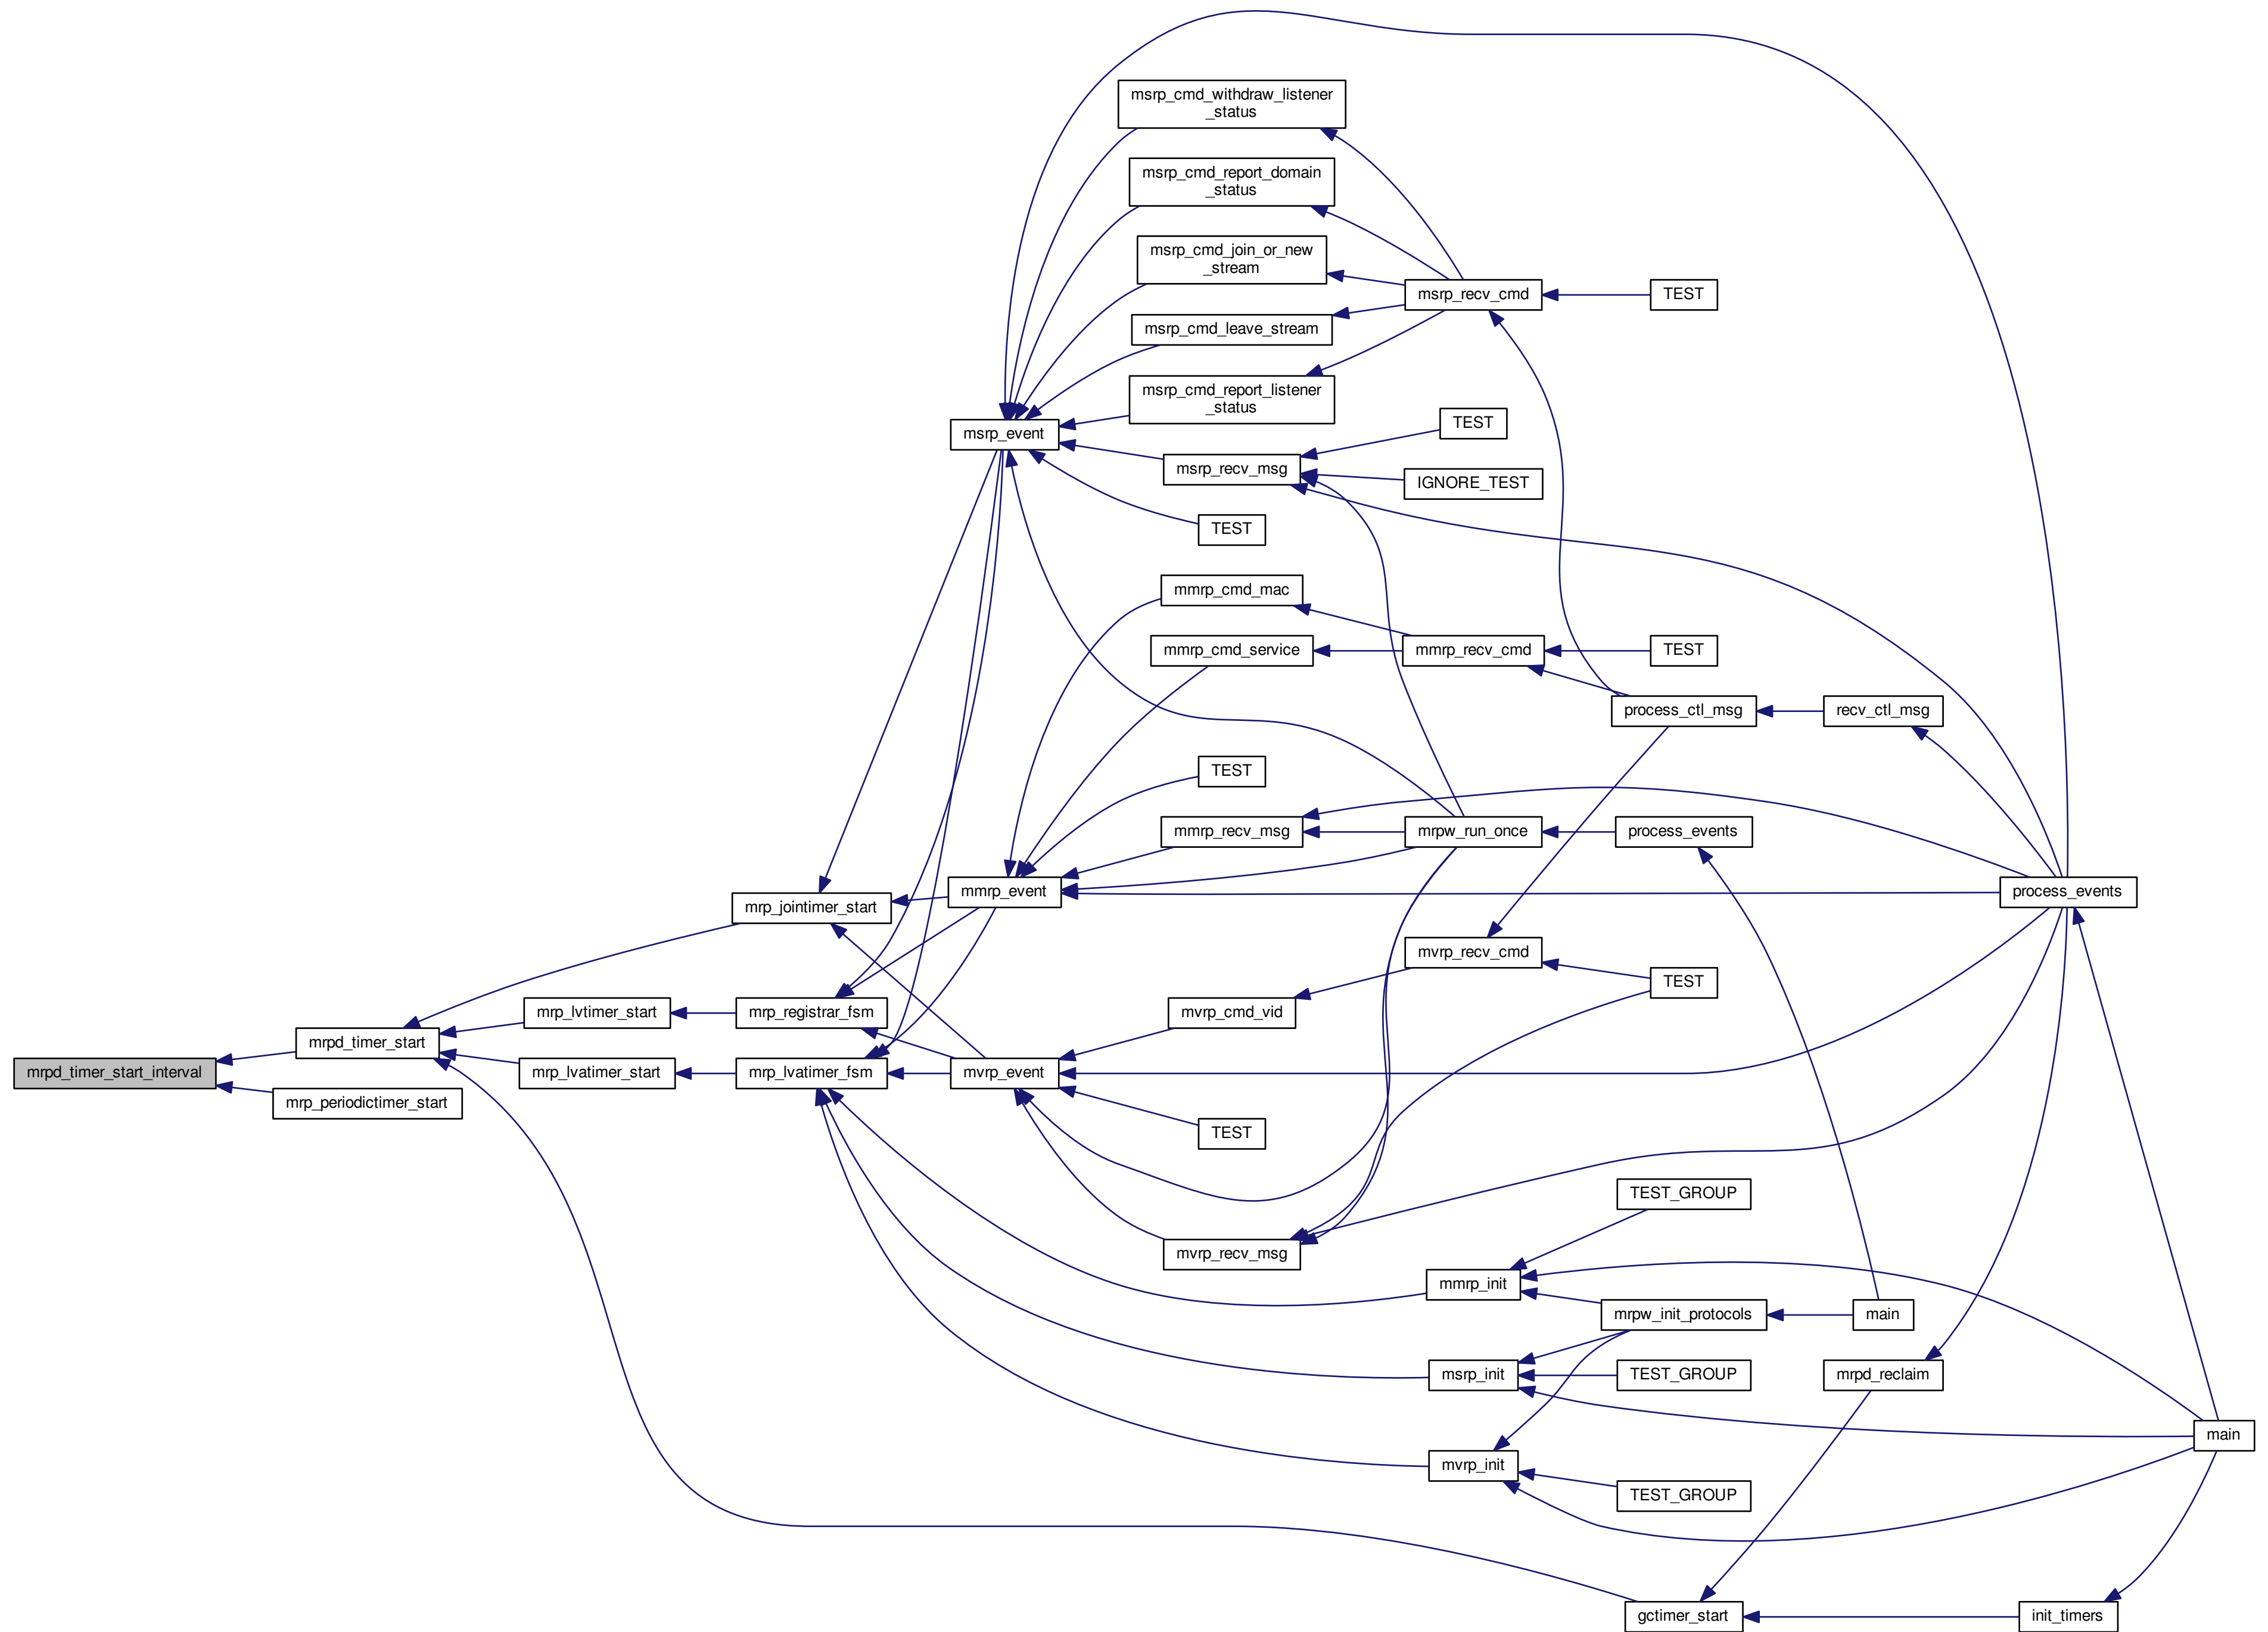 msrp_cmd_withdraw_listener
_status
msrp_cmd_report_domain
_status
msrp_cmd_join_or_new
_stream
msrp_recv_cmd
TEST
msrp_cmd_leave_stream
msrp_cmd_report_listener
_status
TEST
msrp_event
msrp_recv_msg
IGNORE_TEST
TEST
mmrp_cmd_mac
mmrp_cmd_service
mmrp_recv_cmd
TEST
process_ctl_msg
recv_ctl_msg
TEST
mmrp_recv_msg
mrpw_run_once
process_events
mmrp_event
process_events
mrp_jointimer_start
mvrp_recv_cmd
TEST
mrp_lvtimer_start
mrp_registrar_fsm
mvrp_cmd_vid
mrpd_timer_start
mrpd_timer_start_interval
mrp_lvatimer_start
mrp_lvatimer_fsm
mvrp_event
mrp_periodictimer_start
TEST
TEST_GROUP
mvrp_recv_msg
mmrp_init
mrpw_init_protocols
main
msrp_init
TEST_GROUP
mrpd_reclaim
main
mvrp_init
TEST_GROUP
gctimer_start
init_timers